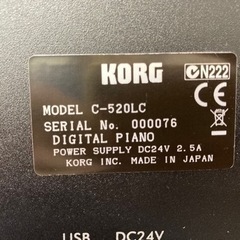 KORG
N222
MODEL C-520LC
SERIAL No. 000076
DIGITAL PIANO
POWER SUPPLY DC24V 2.5A
KORG INC. MADE IN JAPAN
USB DC24V